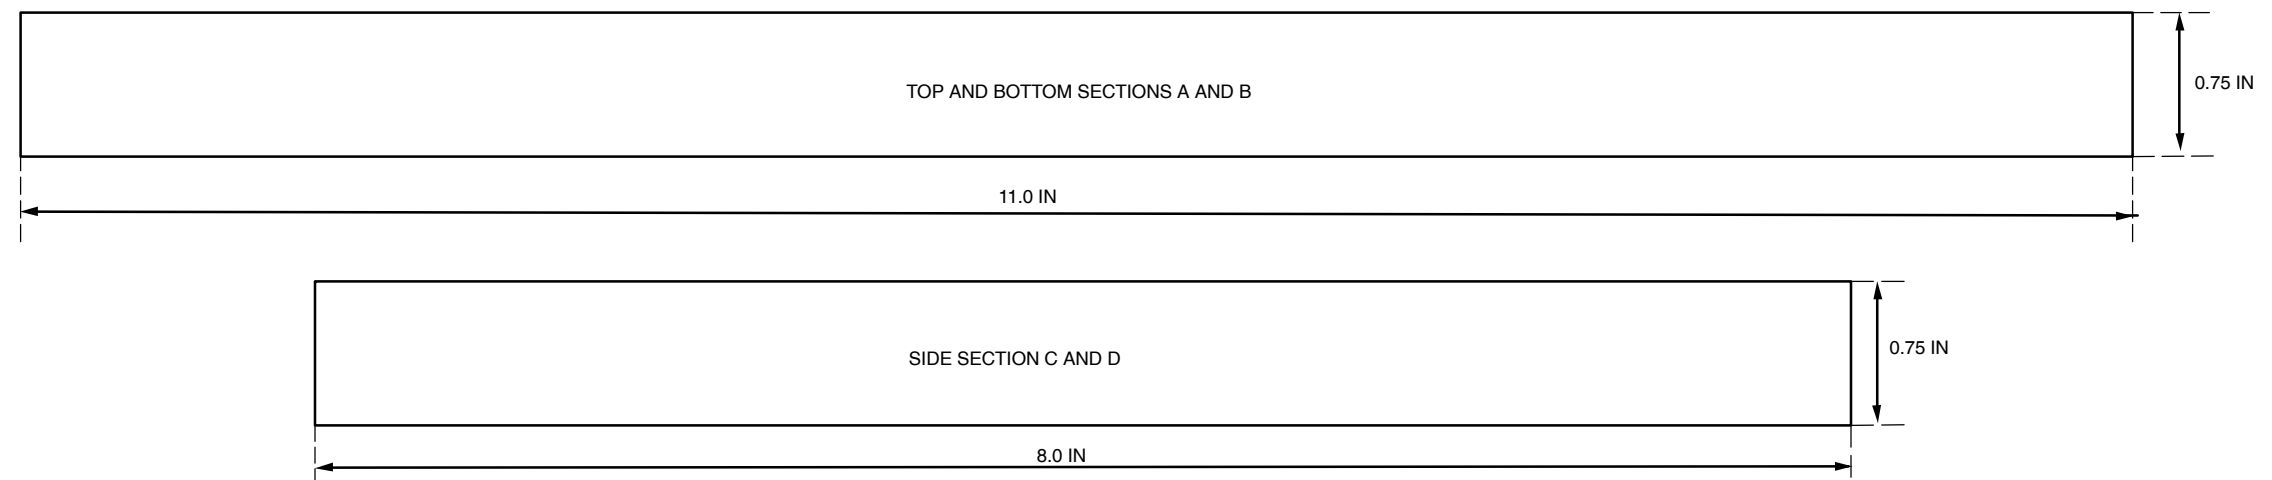 TOP AND BOTTOM SECTIONS A AND B
0.75 IN
11.0 IN
SIDE SECTION C AND D
0.75 IN
8.0 IN